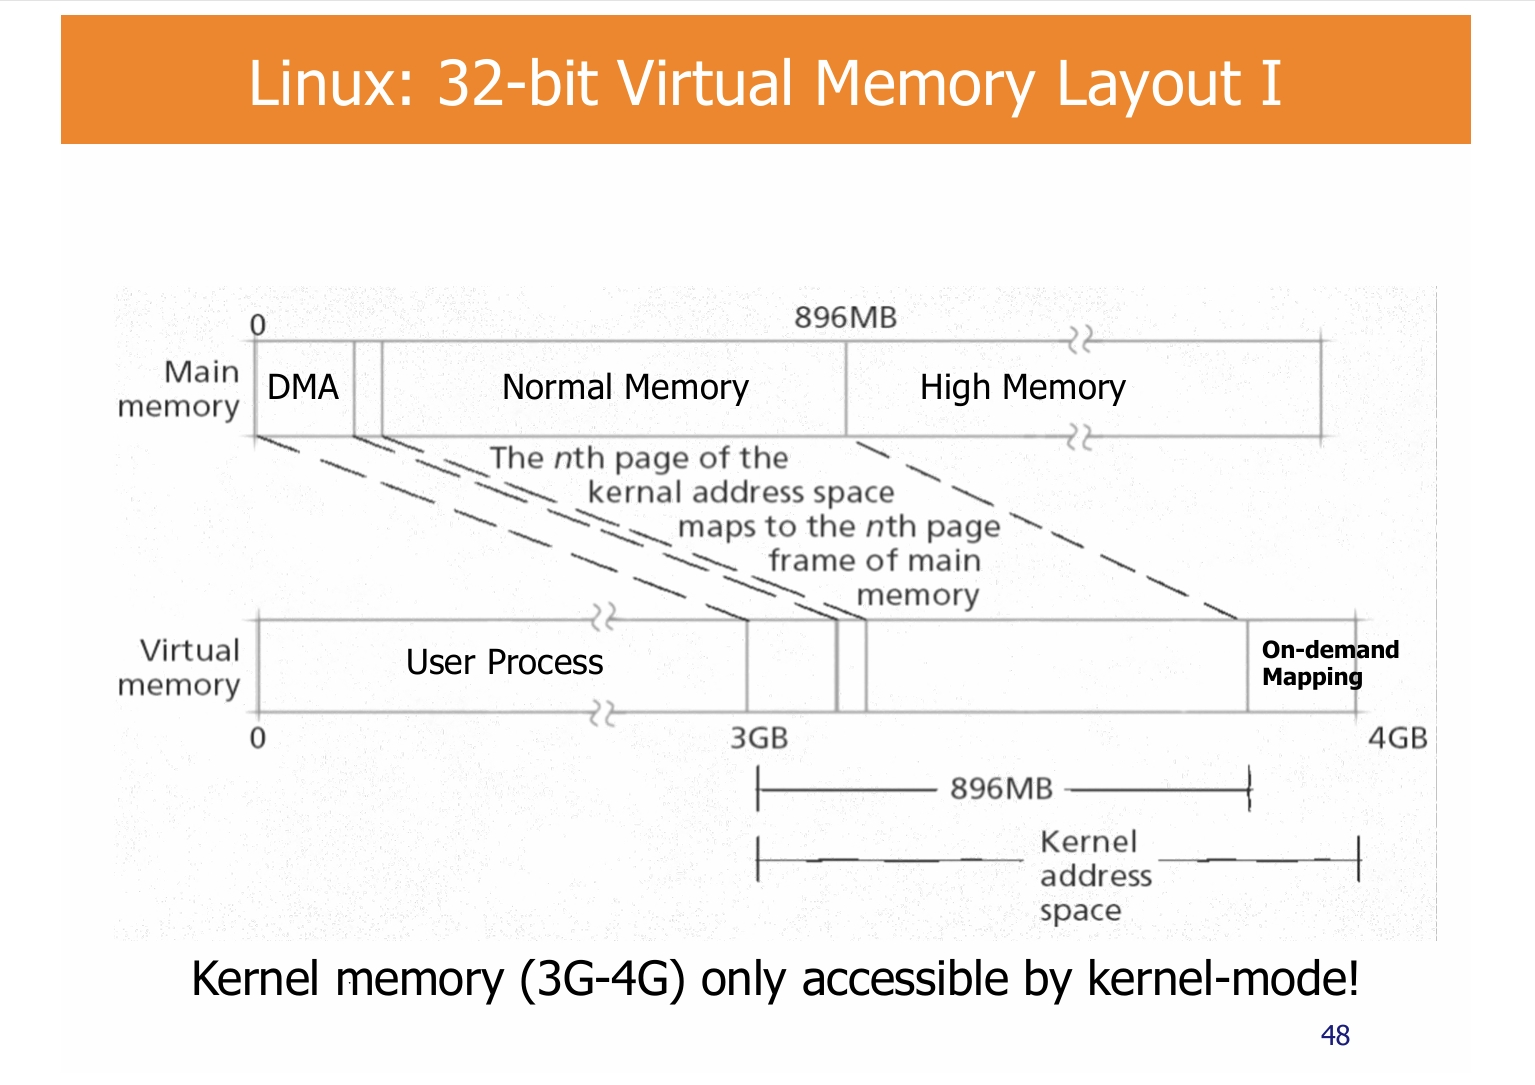 Linux: 32-bit Virtual Memory Layout I
0
896MB
Main
memory
DMA
Normal Memory
High Memory
The nth page of the
kernal address space
maps to the nth page
frame of main
memory
Virtual
memory
User Process
On-demand
Mapping
0
3GB
4GB
896MB
Kernel
address
space
Kernel memory (3G-4G) only accessible by kernel-mode!
48